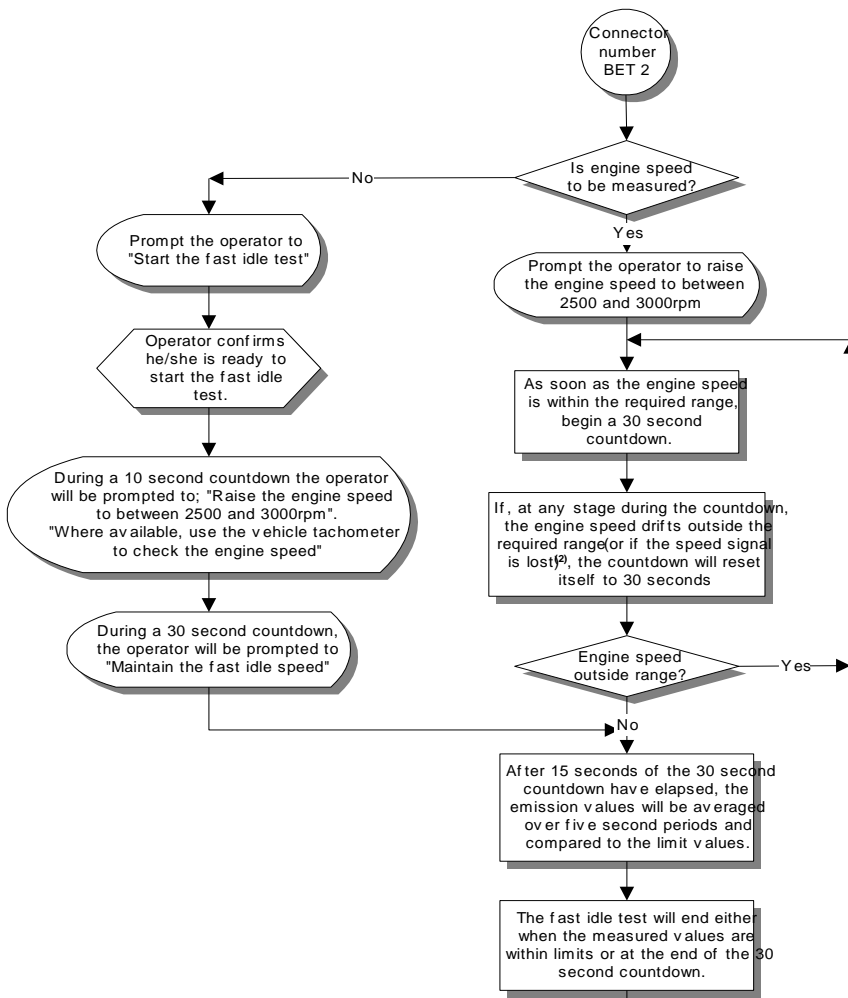 Connector
number
BET 2
Is engine speed
to be measured?
No
Yes
Prompt the operator to
"Start the fast idle test"
Prompt the operator to raise
the engine speed to between
2500 and 3000rpm
Operator confirms
he/she is ready to
start the fast idle
test.
As soon as the engine speed
is within the required range,
begin a 30 second
countdown.
During a 10 second countdown the operator
will be prompted to; "Raise the engine speed
to between 2500 and 3000rpm".
"Where available, use the vehicle tachometer
to check the engine speed"
If, at any stage during the countdown,
the engine speed drifts outside the
required range(or if the speed signal
is lost)(2), the countdown will reset
itself to 30 seconds
During a 30 second countdown,
the operator will be prompted to
"Maintain the fast idle speed"
Engine speed
outside range?
Yes
No
After 15 seconds of the 30 second
countdown have elapsed, the
emission values will be averaged
over five second periods and
compared to the limit values.
The fast idle test will end either
when the measured values are
within limits or at the end of the 30
second countdown.